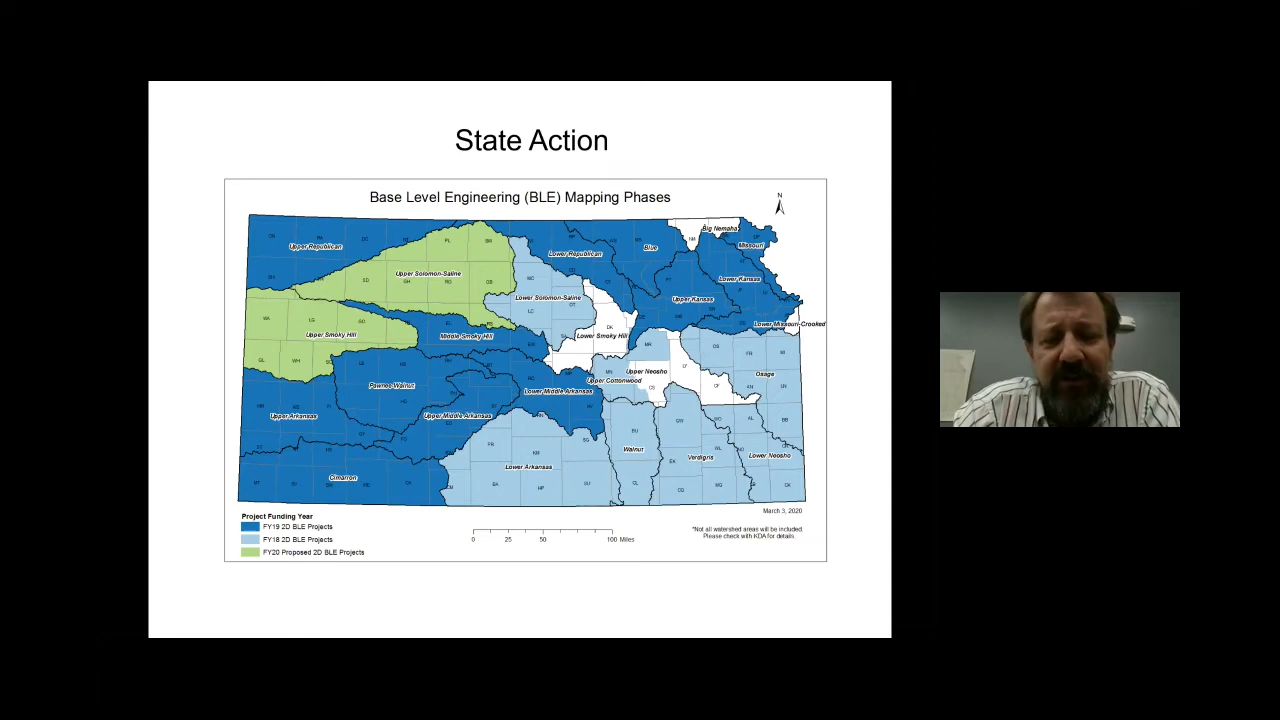 State Action
Base Level Engineering (BLE) Mapping Phases
N
Big Nemaha
Upper Republican
Blue
Missouri
Lower Republican
Upper Solomon-Saline
Lower Kansas
Lower Solomon-Saline
Upper Kansas
Lower Missouri-Crooked
Upper Smoky Hill
Middle Smoky Hill
Lower Smoky Hill
Upper Neosho
Osage
Upper Cottonwood
Pawnee-Walnut
Lower Middle Arkansas
Upper Arkansas
Upper Middle Arkansas
Walnut
Verdigris
Lower Neosho
Lower Arkansas
Cimarron
March 3, 2020
Project Funding Year
FY19 2D BLE Projects
FY18 2D BLE Projects
FY20 Proposed 2D BLE Projects
0 25 50 100 Miles
*Not all watershed areas will be included.
Please check with KDA for details.